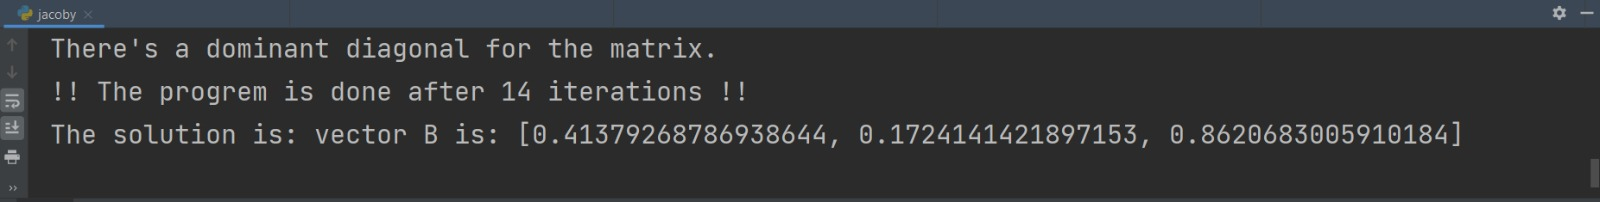 jacoby
There's a dominant diagonal for the matrix.
!! The progrem is done after 14 iterations !!
The solution is: vector B is: [0.41379268786938644, 0.1724141421897153, 0.8620683005910184]